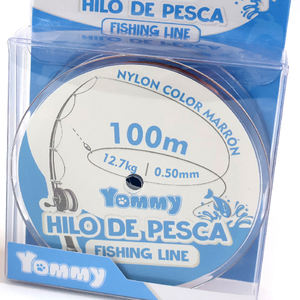 HILO DE PESCA
FISHING LINE
NYLON COLOR MARRON
100m
12.7kg 0.50mm
Yommy
HILO DE PESCA
FISHING LINE
Yommy